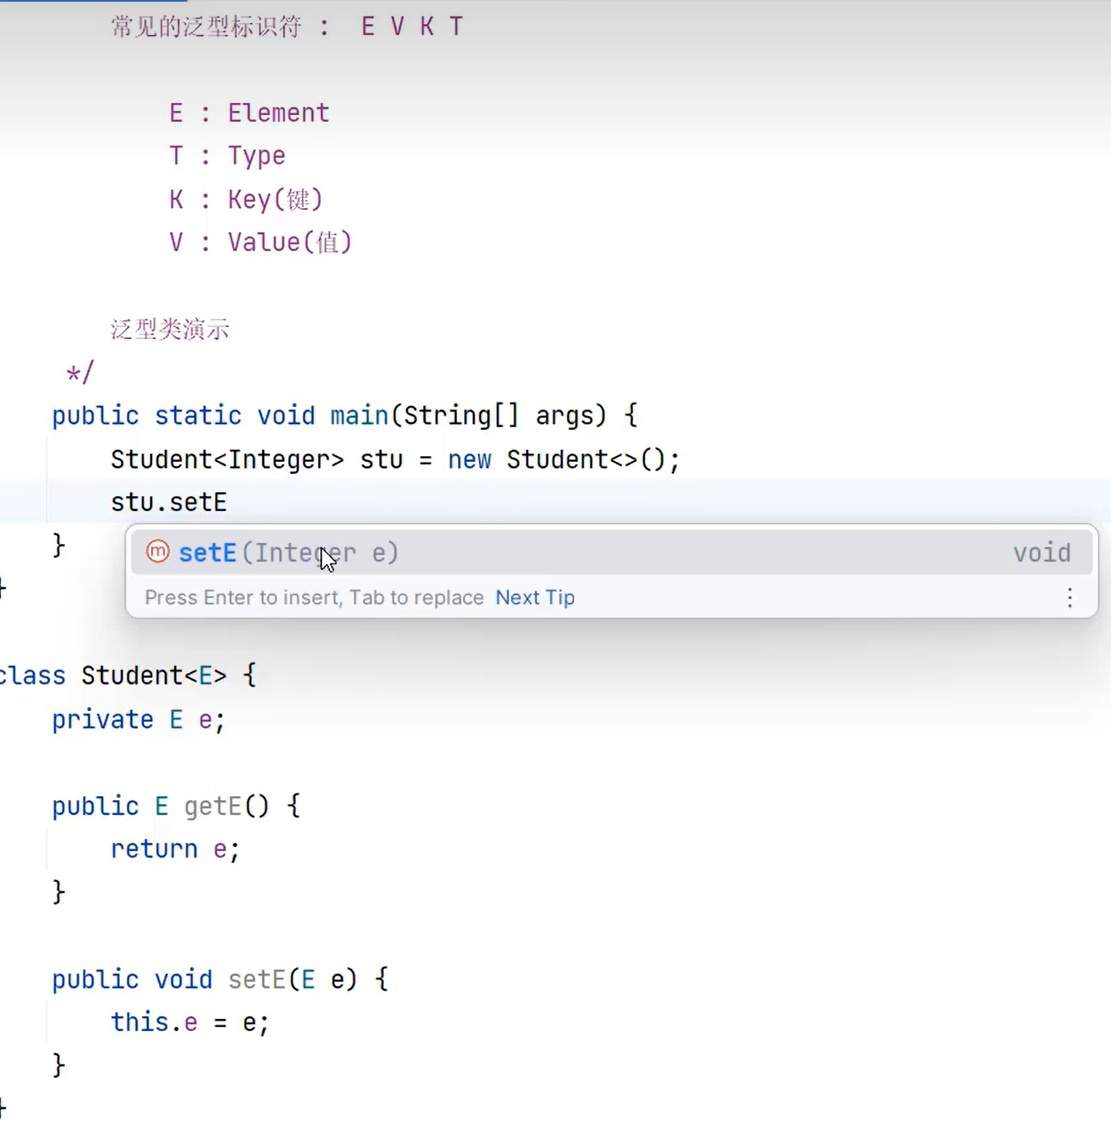 常见的泛型标识符 : E V K T
E : Element
T : Type
K : Key(键)
V : Value(值)
泛型类演示
*/
public static void main(String[] args) {
Student<Integer> stu = new Student<>();
stu.setE
}
m setE(Integer e) void
Press Enter to insert, Tab to replace Next Tip
}
class Student<E> {
private E e;
public E getE() {
return e;
}
public void setE(E e) {
this.e = e;
}
}